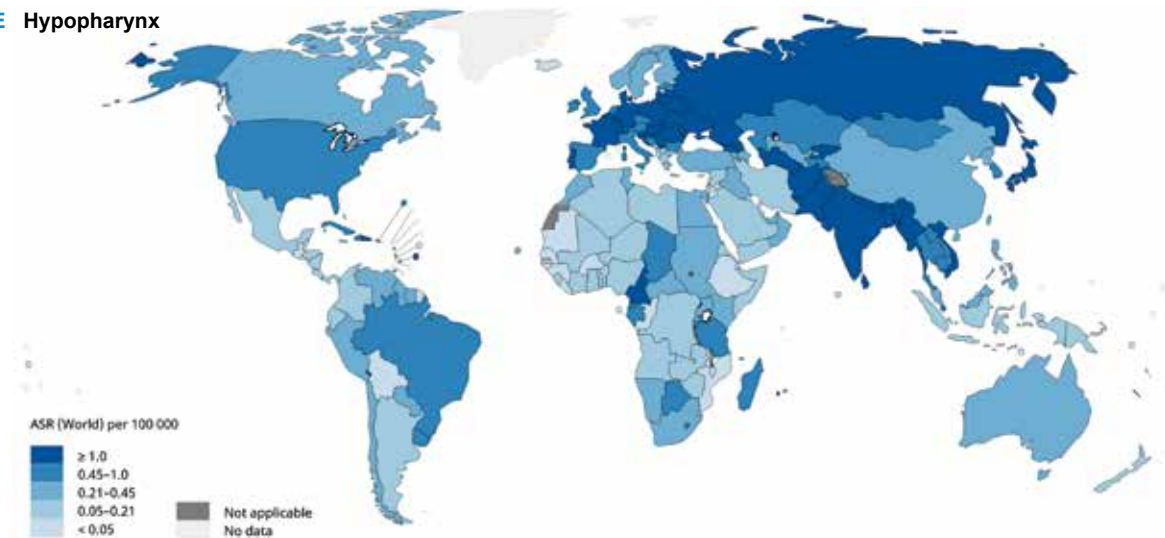 E Hypopharynx
ASR (World) per 100 000
≥ 1.0
0.45–1.0
0.21–0.45
0.05–0.21
< 0.05
Not applicable
No data